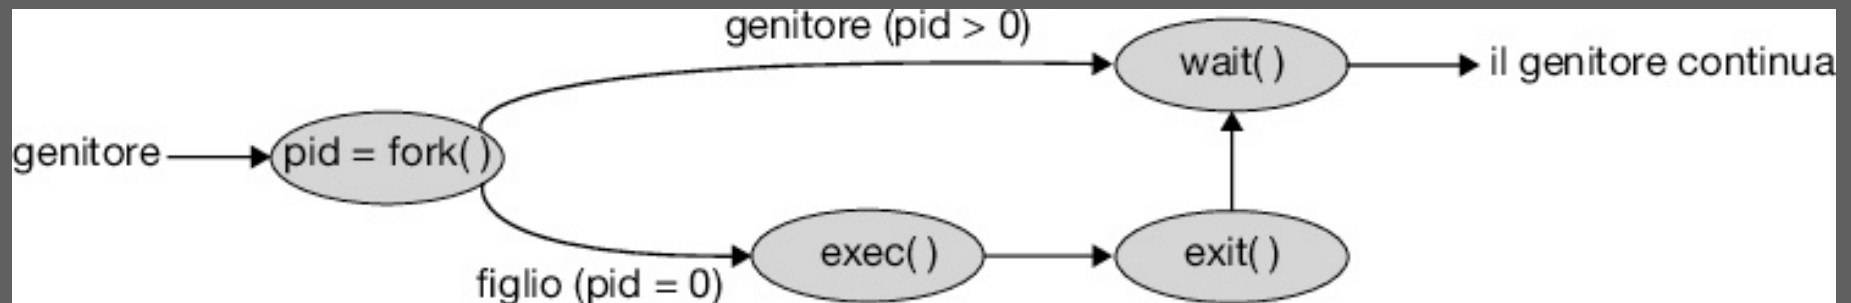 genitore (pid > 0)
wait( )
il genitore continua
genitore
pid = fork( )
exec( )
exit( )
figlio (pid = 0)